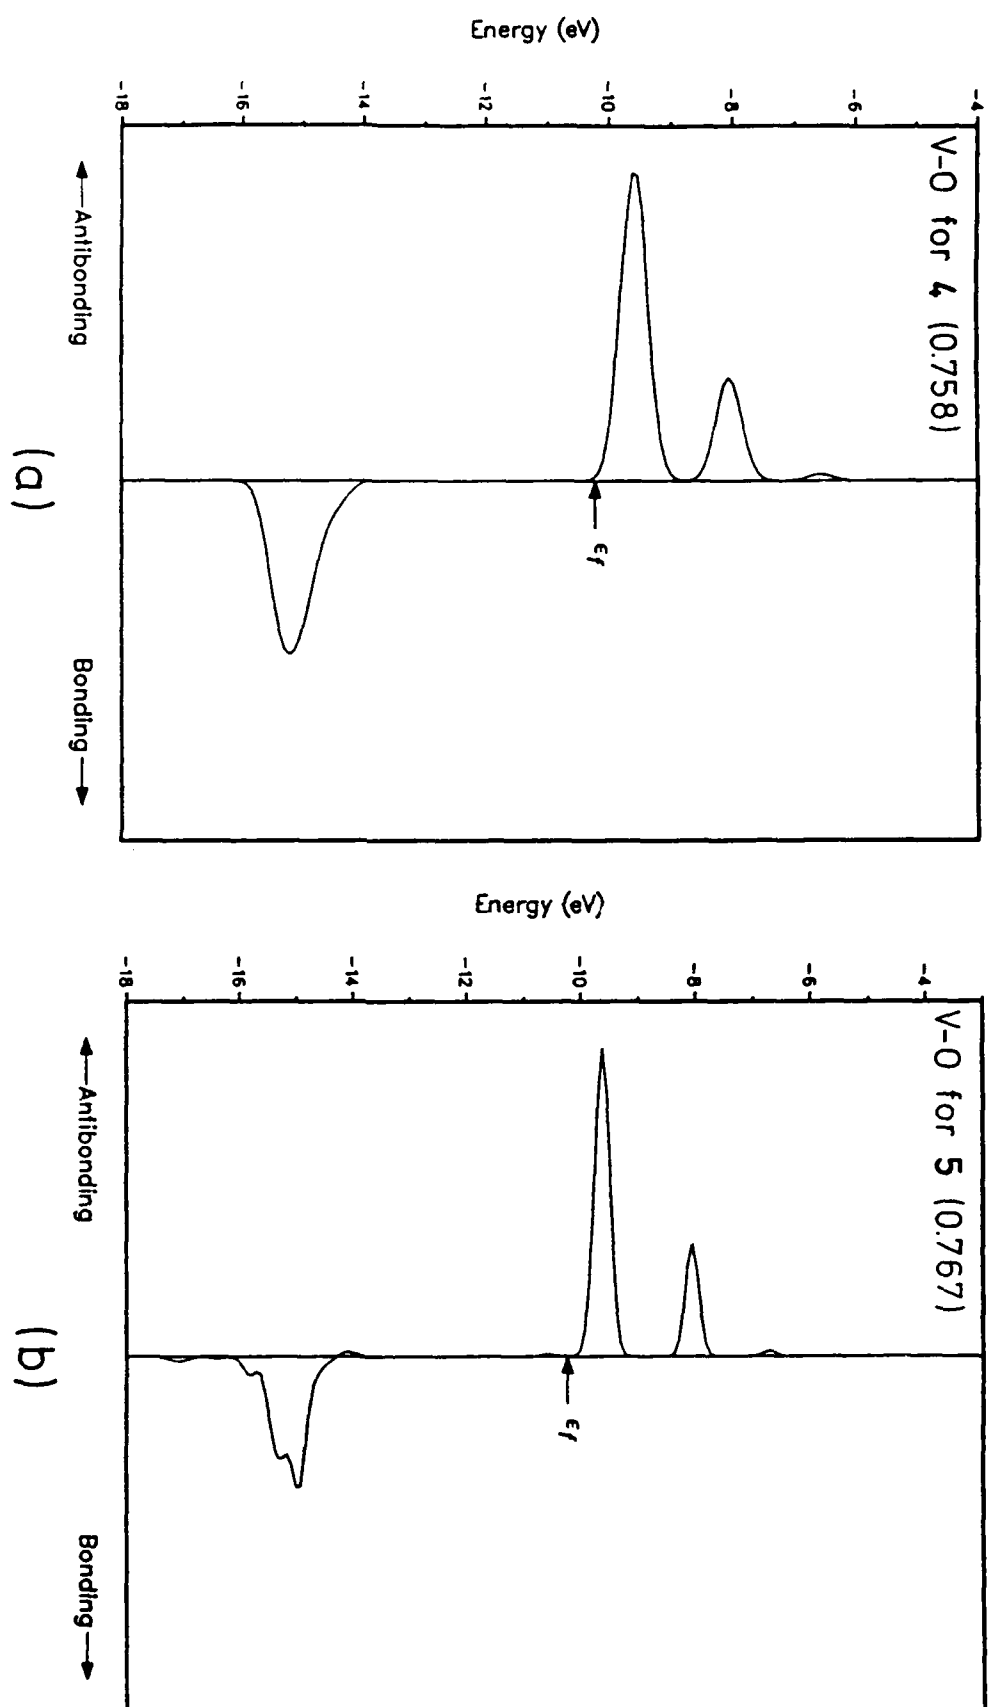 Energy (eV)
-18
-16
-14
-12
-10
-8
-6
-4
V-O for 4 (0.758)
εf
Antibonding
Bonding
(a)
Energy (eV)
-18
-16
-14
-12
-10
-8
-6
-4
V-O for 5 (0.767)
εf
Antibonding
Bonding
(b)